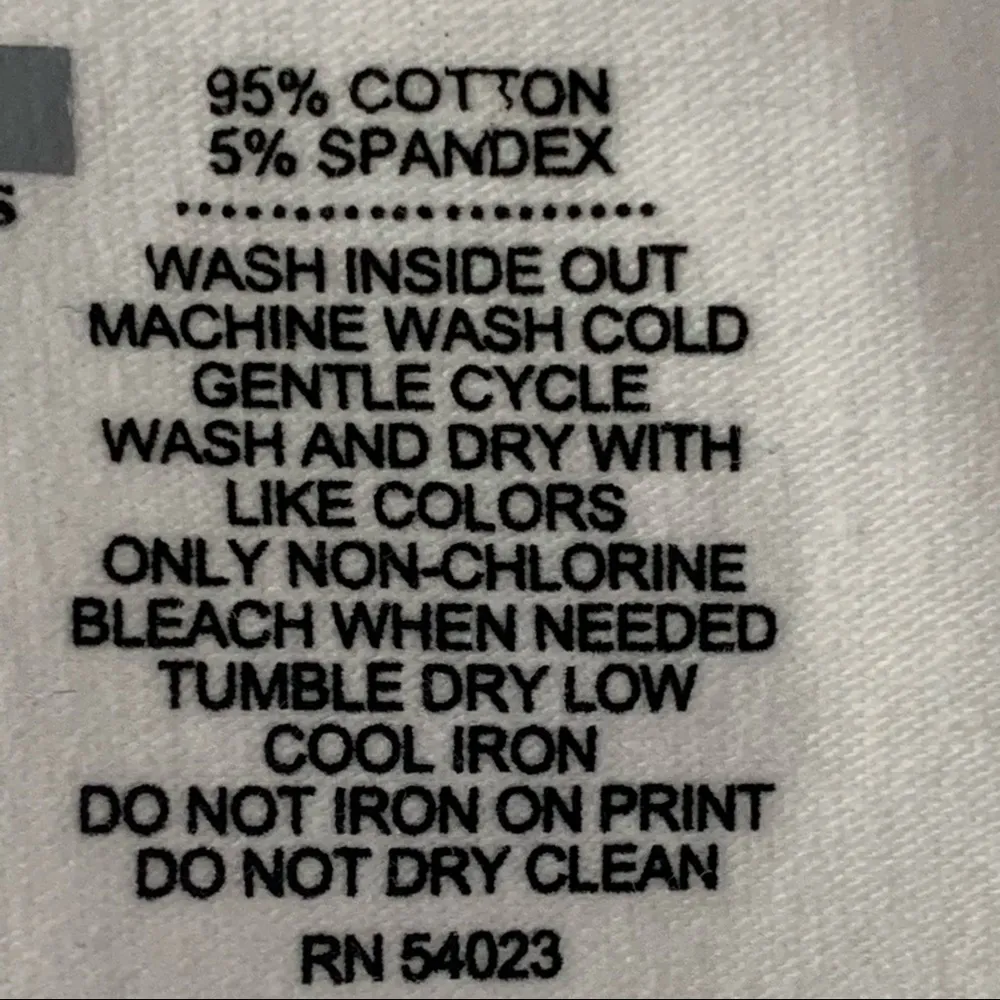 95% COTTON
5% SPANDEX
WASH INSIDE OUT
MACHINE WASH COLD
GENTLE CYCLE
WASH AND DRY WITH
LIKE COLORS
ONLY NON-CHLORINE
BLEACH WHEN NEEDED
TUMBLE DRY LOW
COOL IRON
DO NOT IRON ON PRINT
DO NOT DRY CLEAN
RN 54023